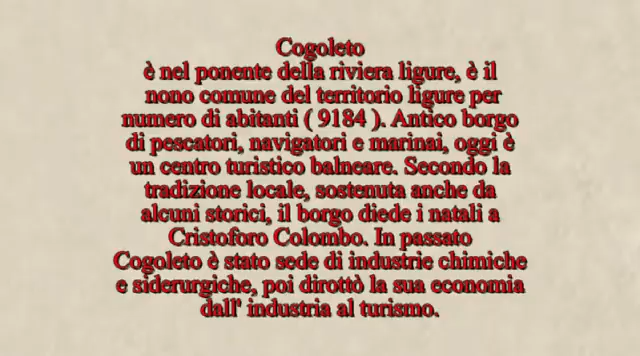 Cogoleto
è nel ponente della riviera ligure, è il
nono comune del territorio ligure per
numero di abitanti ( 9184 ). Antico borgo
di pescatori, navigatori e marinai, oggi è
un centro turistico balneare. Secondo la
tradizione locale, sostenuta anche da
alcuni storici, il borgo diede i natali a
Cristoforo Colombo. In passato
Cogoleto è stato sede di industrie chimiche
e siderurgiche, poi dirottò la sua economia
dall' industria al turismo.